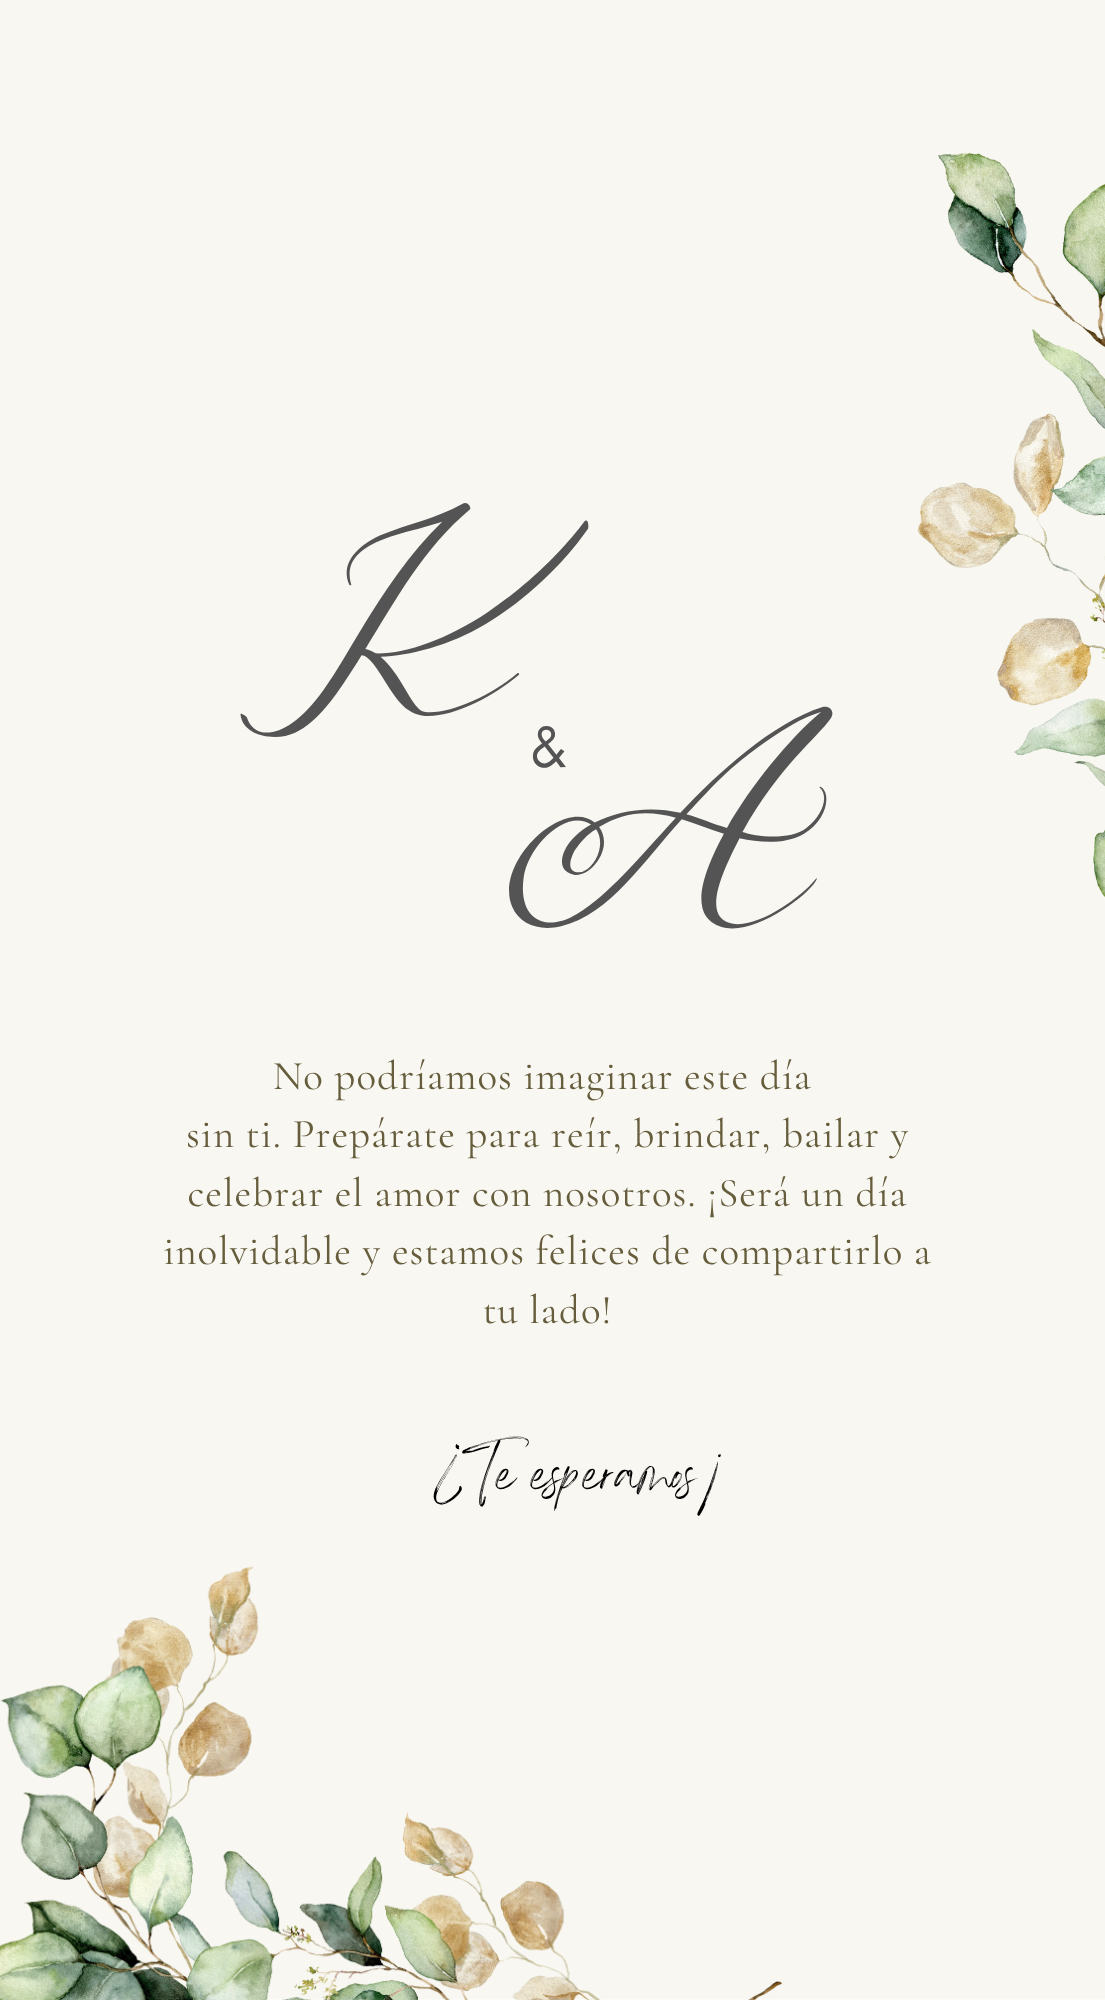 K
&
A
No podríamos imaginar este día
sin ti. Prepárate para reír, brindar, bailar y
celebrar el amor con nosotros. ¡Será un día
inolvidable y estamos felices de compartirlo a
tu lado!
¿Te esperamos¡